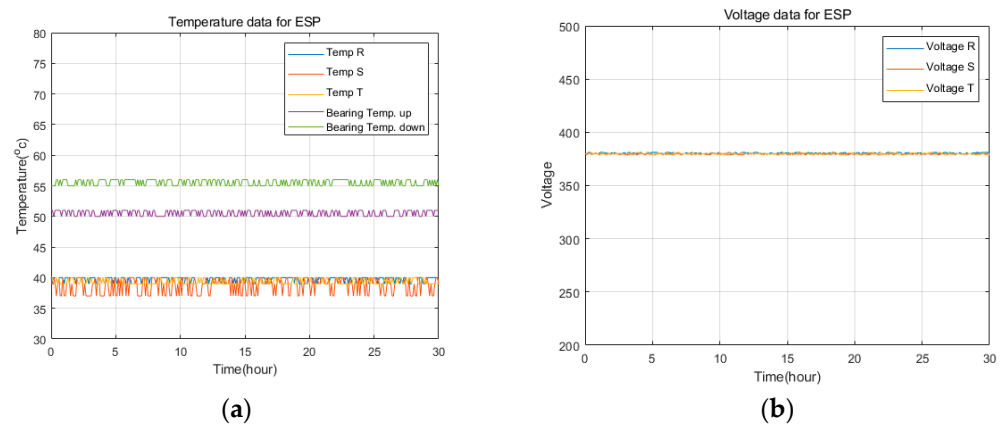 Temperature data for ESP
80
75
70
65
60
55
50
45
40
35
30
Temperature(°c)
Temp R
Temp S
Temp T
Bearing Temp. up
Bearing Temp. down
0 5 10 15 20 25 30
Time(hour)
(a)
Voltage data for ESP
500
450
400
350
300
250
200
Voltage
Voltage R
Voltage S
Voltage T
0 5 10 15 20 25 30
Time(hour)
(b)